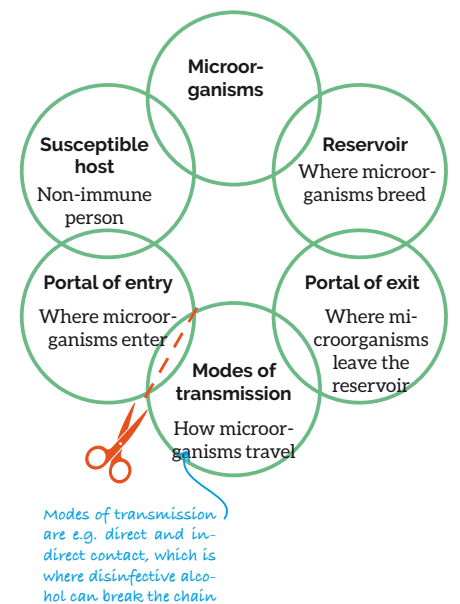 Microor-
ganisms
Susceptible
host
Non-immune
person
Reservoir
Where microor-
ganisms breed
Portal of entry
Where microor-
ganisms enter
Portal of exit
Where mi-
croorganisms
leave the
reservoir
Modes of
transmission
How microor-
ganisms travel
Modes of transmission
are e.g. direct and in-
direct contact, which is
where disinfective alco-
hol can break the chain